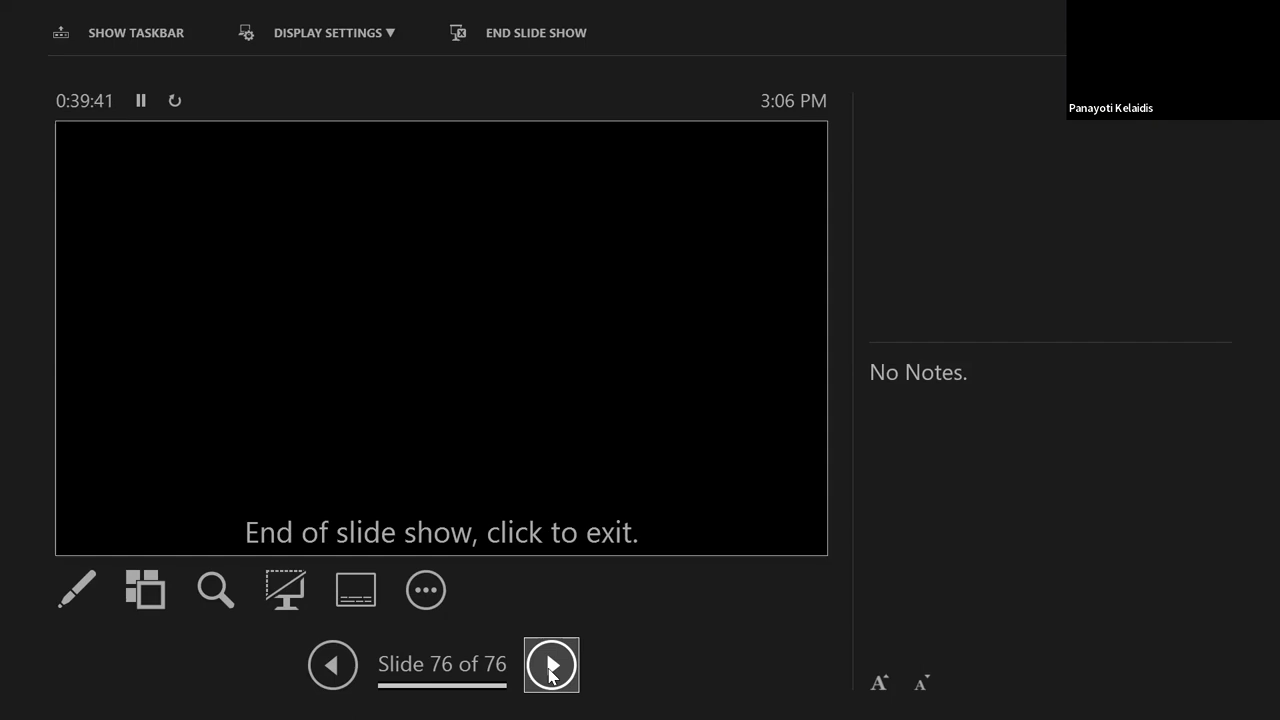 SHOW TASKBAR DISPLAY SETTINGS ▼ END SLIDE SHOW
Panayoti Kelaidis
0:39:41 3:06 PM
No Notes.
End of slide show, click to exit.
Slide 76 of 76
A A